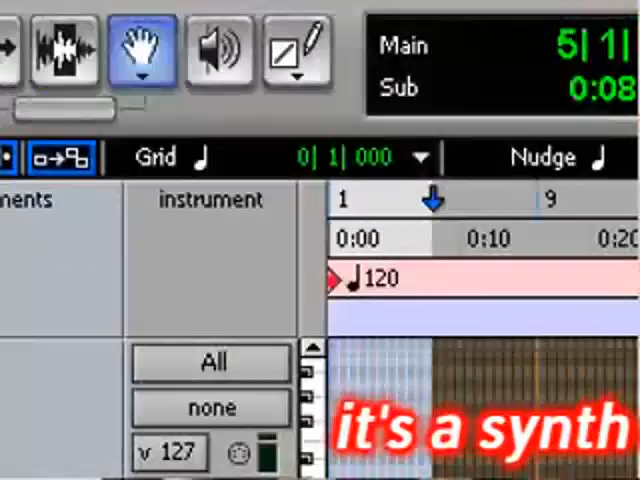 Main 5| 1|
Sub 0:08
Grid 0| 1| 000 Nudge
nents instrument 1 9
0:00 0:10 0:20
120
All
none
v 127
it's a synth